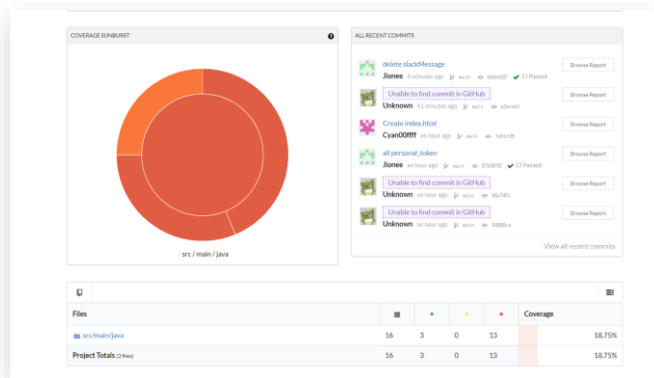 COVERAGE SUNBURST
/ src / main / java
ALL RECENT COMMITS
delete slackMessage
Jianee 4 minutes ago main CI Passed
Browse Report
Unable to find commit in GitHub
Unknown 41 minutes ago main
Browse Report
Create index.html
Cyan00ffff an hour ago main
Browse Report
all personal_token
Jionee an hour ago main CI Passed
Browse Report
Unable to find commit in GitHub
Unknown an hour ago main
Browse Report
Unable to find commit in GitHub
Unknown an hour ago main
Browse Report
View all recent commits
Files Coverage
src/main/java 16 3 0 13 18.75%
Project Totals (3 files) 16 3 0 13 18.75%